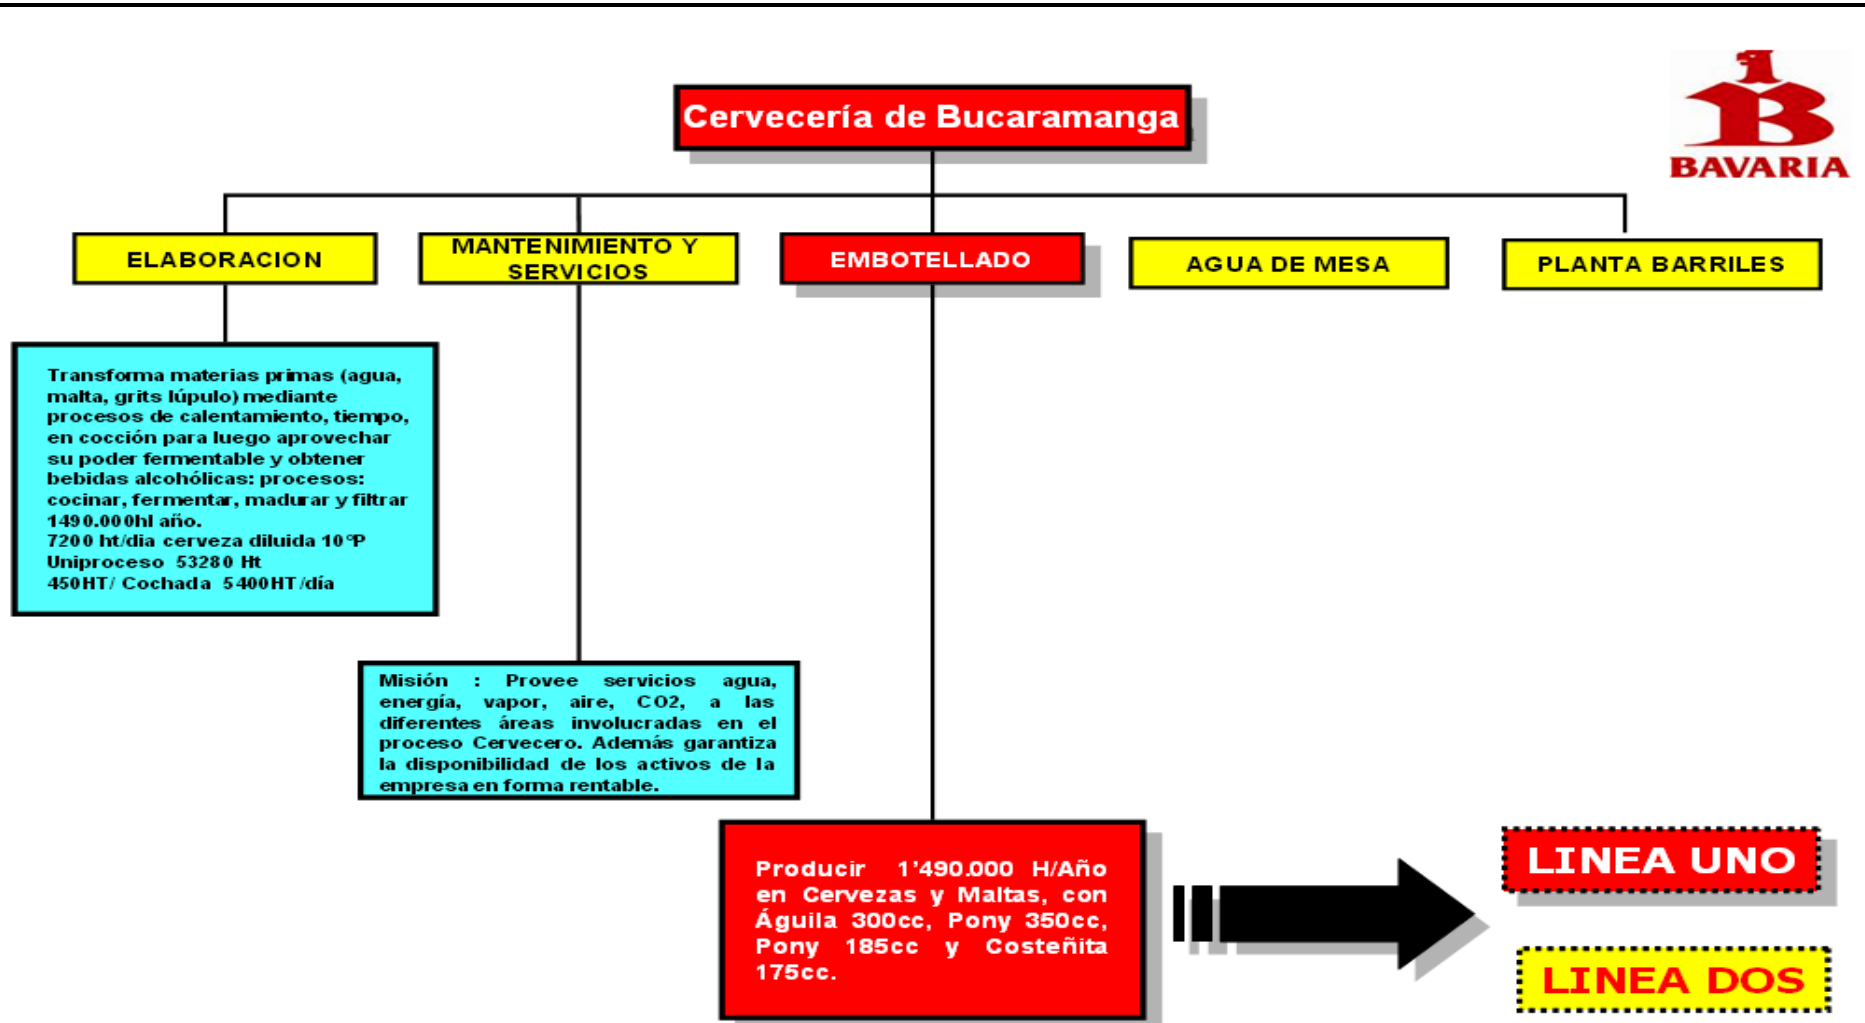 Cervecería de Bucaramanga
BAVARIA
ELABORACION
MANTENIMIENTO Y
SERVICIOS
EMBOTELLADO
AGUA DE MESA
PLANTA BARRILES
Transforma materias primas (agua,
malta, grits lúpulo) mediante
procesos de calentamiento, tiempo,
en cocción para luego aprovechar
su poder fermentable y obtener
bebidas alcohólicas: procesos:
cocinar, fermentar, madurar y filtrar
1490.000hl año.
7200 ht/dia cerveza diluida 10°P
Uniproceso 53280 Ht
450HT/ Cochada 5400HT/día
Misión : Provee servicios agua,
energía, vapor, aire, CO2, a las
diferentes áreas involucradas en el
proceso Cervecero. Además garantiza
la disponibilidad de los activos de la
empresa en forma rentable.
Producir 1'490.000 H/Año
en Cervezas y Maltas, con
Águila 300cc, Pony 350cc,
Pony 185cc y Costeñita
175cc.
LINEA UNO
LINEA DOS